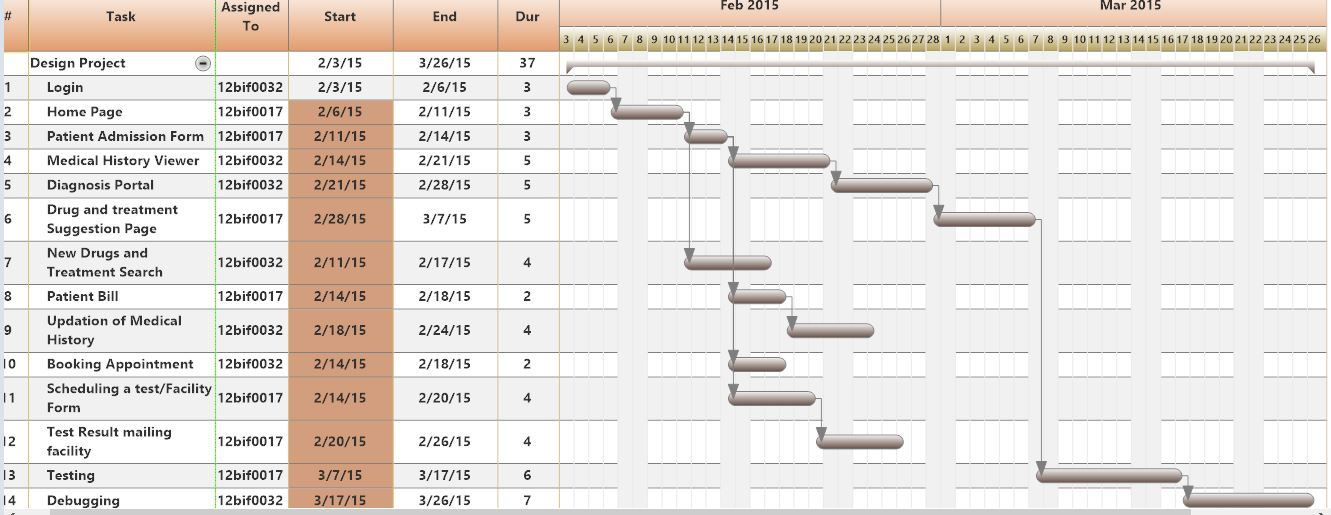 Feb 2015 Mar 2015
# Task Assigned To Start End Dur
3 4 5 6 7 8 9 10 11 12 13 14 15 16 17 18 19 20 21 22 23 24 25 26 27 28 1 2 3 4 5 6 7 8 9 10 11 12 13 14 15 16 17 18 19 20 21 22 23 24 25 26
Design Project 2/3/15 3/26/15 37
1 Login 12bif0032 2/3/15 2/6/15 3
2 Home Page 12bif0017 2/6/15 2/11/15 3
3 Patient Admission Form 12bif0017 2/11/15 2/14/15 3
4 Medical History Viewer 12bif0032 2/14/15 2/21/15 5
5 Diagnosis Portal 12bif0032 2/21/15 2/28/15 5
6 Drug and treatment
Suggestion Page 12bif0017 2/28/15 3/7/15 5
7 New Drugs and
Treatment Search 12bif0032 2/11/15 2/17/15 4
8 Patient Bill 12bif0017 2/14/15 2/18/15 2
9 Updation of Medical
History 12bif0032 2/18/15 2/24/15 4
10 Booking Appointment 12bif0032 2/14/15 2/18/15 2
11 Scheduling a test/Facility
Form 12bif0017 2/14/15 2/20/15 4
12 Test Result mailing
facility 12bif0017 2/20/15 2/26/15 4
13 Testing 12bif0017 3/7/15 3/17/15 6
14 Debugging 12bif0032 3/17/15 3/26/15 7